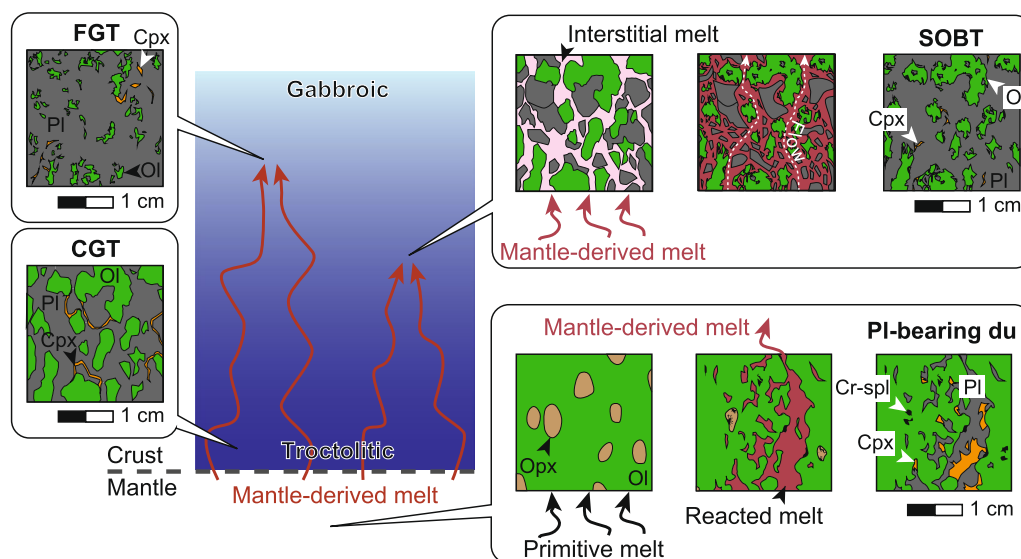 FGT
Cpx
Pl
Ol
1 cm
CGT
Ol
Pl
Cpx
1 cm
Gabbroic
Troctolitic
Crust
Mantle
Mantle-derived melt
Interstitial melt
SOBT
Flow
O
Cpx
Pl
1 cm
Mantle-derived melt
Mantle-derived melt
Pl-bearing du
Cr-spl
Pl
Cpx
Opx
Ol
1 cm
Reacted melt
Primitive melt